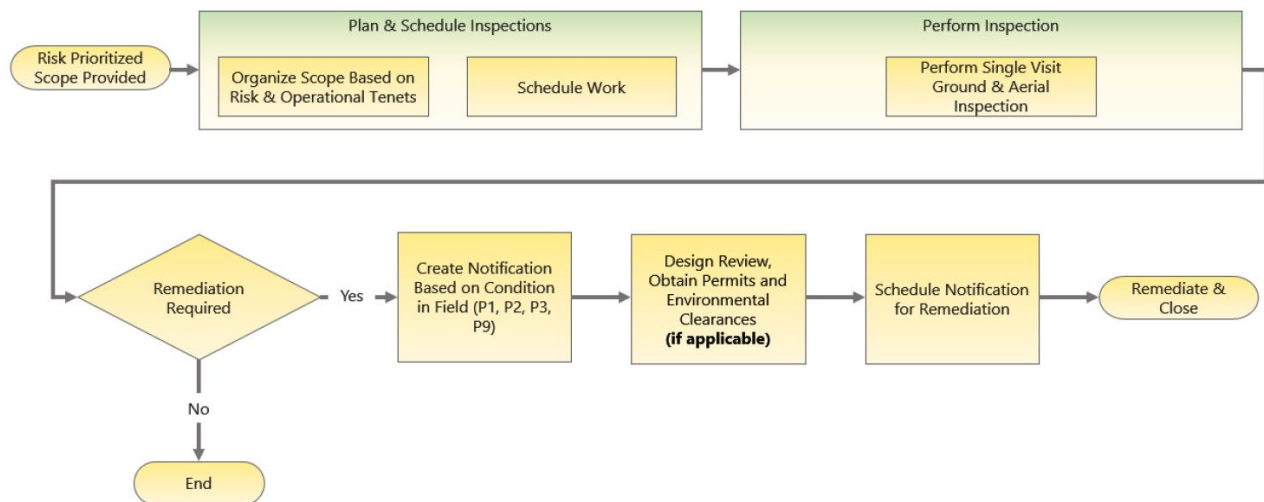 Plan & Schedule Inspections
Perform Inspection
Risk Prioritized
Scope Provided
Organize Scope Based on
Risk & Operational Tenets
Schedule Work
Perform Single Visit
Ground & Aerial
Inspection
Remediation
Required
Yes
Create Notification
Based on Condition
in Field (P1, P2, P3,
P9)
Design Review,
Obtain Permits and
Environmental
Clearances
(if applicable)
Schedule Notification
for Remediation
Remediate &
Close
No
End